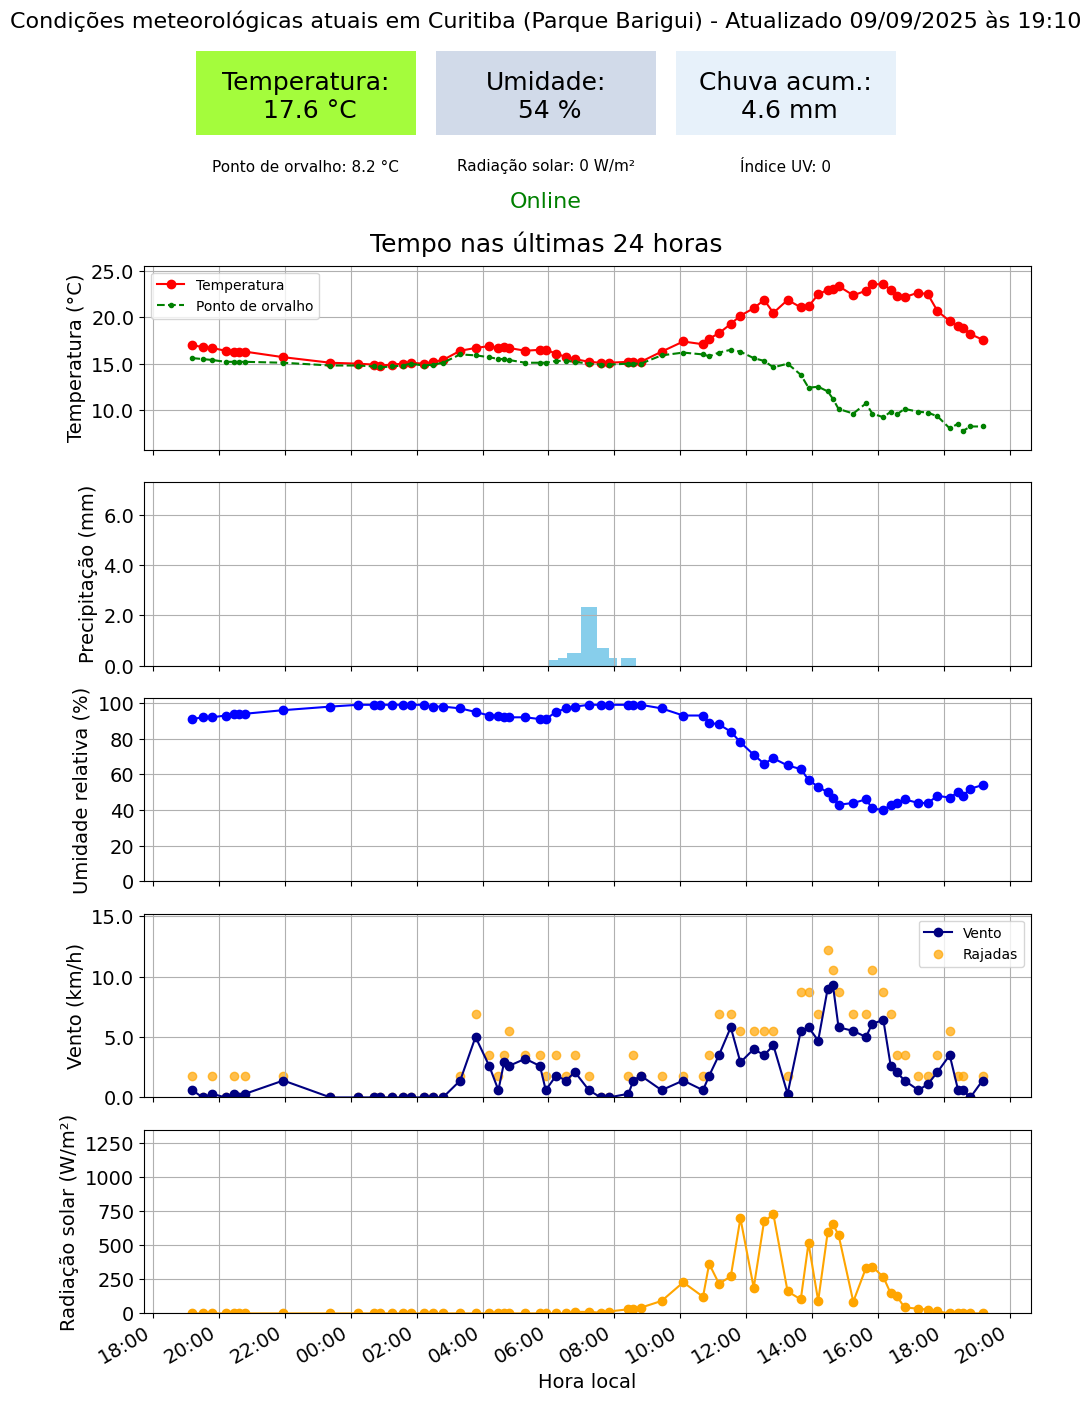 Condições meteorológicas atuais em Curitiba (Parque Barigui) - Atualizado 09/09/2025 às 19:10
Temperatura:
17.6 °C
Umidade:
54 %
Chuva acum.:
4.6 mm
Ponto de orvalho: 8.2 °C
Radiação solar: 0 W/m²
Índice UV: 0
Online
Tempo nas últimas 24 horas
Temperatura (°C)
25.0
20.0
15.0
10.0
Temperatura
Ponto de orvalho
Precipitação (mm)
6.0
4.0
2.0
0.0
Umidade relativa (%)
100
80
60
40
20
0
Vento (km/h)
15.0
10.0
5.0
0.0
Vento
Rajadas
Radiação solar (W/m²)
1250
1000
750
500
250
0
18:00
20:00
22:00
00:00
02:00
04:00
06:00
08:00
10:00
12:00
14:00
16:00
18:00
20:00
Hora local